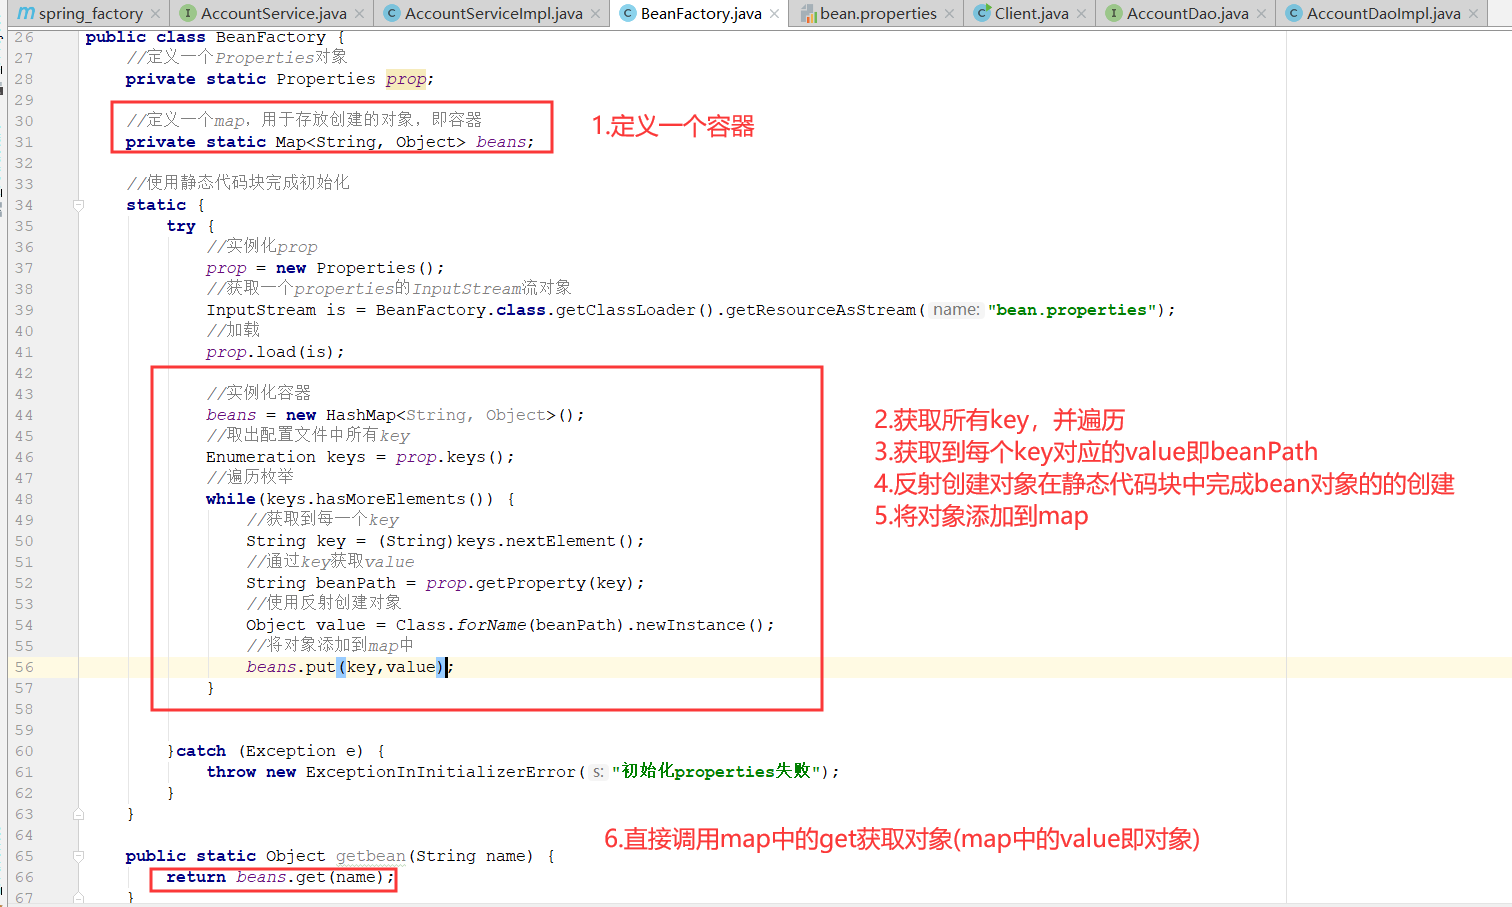 spring_factory AccountService.java AccountServiceImpl.java BeanFactory.java bean.properties Client.java AccountDao.java AccountDaoImpl.java
26 public class BeanFactory {
27 //定义一个Properties对象
28 private static Properties prop;
29
30 //定义一个map，用于存放创建的对象，即容器
31 private static Map<String, Object> beans;
1.定义一个容器
32
33 //使用静态代码块完成初始化
34 static {
35 try {
36 //实例化prop
37 prop = new Properties();
38 //获取一个properties的InputStream流对象
39 InputStream is = BeanFactory.class.getClassLoader().getResourceAsStream( name: "bean.properties");
40 //加载
41 prop.load(is);
42
43 //实例化容器
44 beans = new HashMap<String, Object>();
45 //取出配置文件中所有key
46 Enumeration keys = prop.keys();
47 //遍历枚举
48 while(keys.hasMoreElements()) {
49 //获取到每一个key
50 String key = (String)keys.nextElement();
51 //通过key获取value
52 String beanPath = prop.getProperty(key);
53 //使用反射创建对象
54 Object value = Class.forName(beanPath).newInstance();
55 //将对象添加到map中
56 beans.put(key,value);
57 }
2.获取所有key，并遍历
3.获取到每个key对应的value即beanPath
4.反射创建对象在静态代码块中完成bean对象的的创建
5.将对象添加到map
58
59
60 }catch (Exception e) {
61 throw new ExceptionInInitializerError( s: "初始化properties失败");
62 }
63 }
64
6.直接调用map中的get获取对象(map中的value即对象)
65 public static Object getbean(String name) {
66 return beans.get(name);
67 }